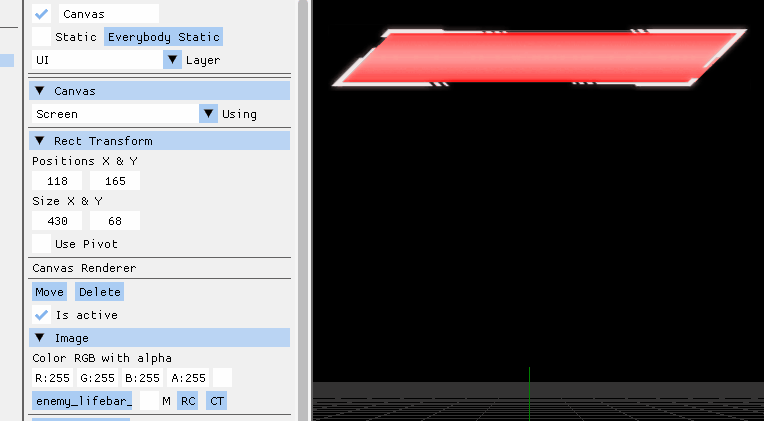 Canvas
Static Everybody Static
UI Layer
Canvas
Screen Using
Rect Transform
Positions X & Y
118 165
Size X & Y
430 68
Use Pivot
Canvas Renderer
Move Delete
Is active
Image
Color RGB with alpha
R:255 G:255 B:255 A:255
enemy_lifebar_ M RC CT